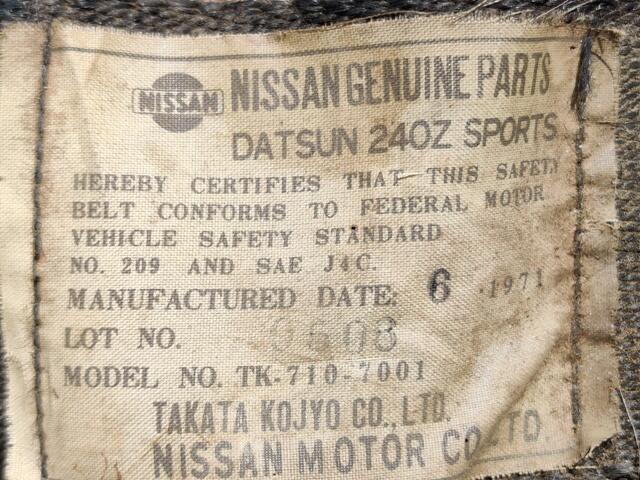 NISSAN NISSAN GENUINE PARTS
DATSUN 240Z SPORTS
HEREBY CERTIFIES THAT THIS SAFETY
BELT CONFORMS TO FEDERAL MOTOR
VEHICLE SAFETY STANDARD
NO. 209 AND SAE J4C.
MANUFACTURED DATE: 6 .1971
LOT NO.
MODEL NO. TK-710-7001
TAKATA KOJYO CO., LTD.
NISSAN MOTOR CO. LTD.